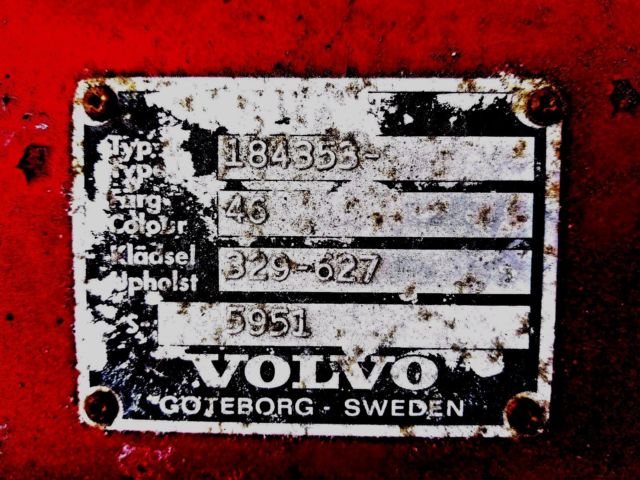 Typ. 184353-
Type
Färg 46
Colour
Klädsel 329-627
Upholst
S- 5951
VOLVO
GÖTEBORG - SWEDEN